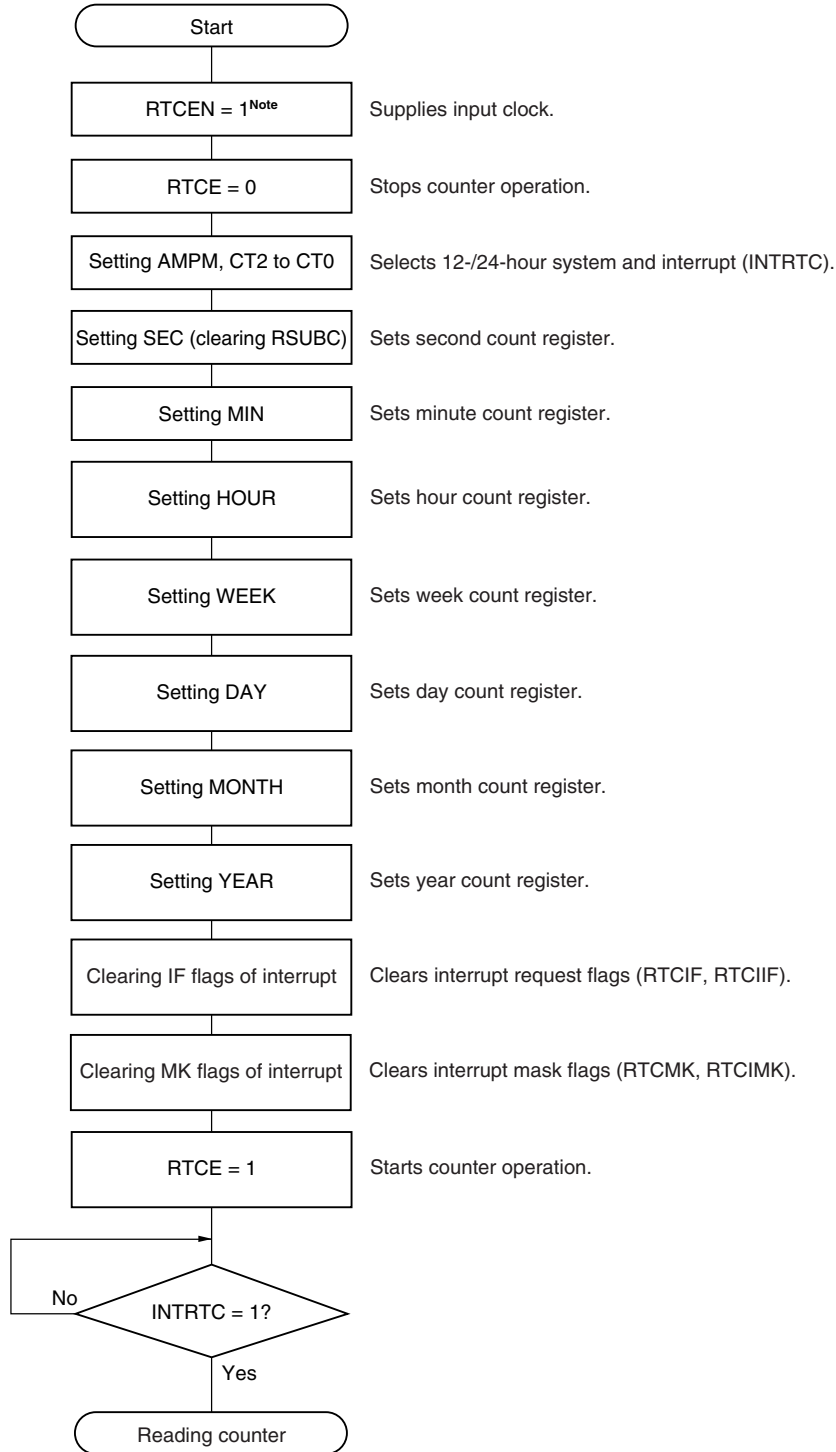 Start
RTCEN = 1Note
Supplies input clock.
RTCE = 0
Stops counter operation.
Setting AMPM, CT2 to CT0
Selects 12-/24-hour system and interrupt (INTRTC).
Setting SEC (clearing RSUBC)
Sets second count register.
Setting MIN
Sets minute count register.
Setting HOUR
Sets hour count register.
Setting WEEK
Sets week count register.
Setting DAY
Sets day count register.
Setting MONTH
Sets month count register.
Setting YEAR
Sets year count register.
Clearing IF flags of interrupt
Clears interrupt request flags (RTCIF, RTCIIF).
Clearing MK flags of interrupt
Clears interrupt mask flags (RTCMK, RTCIMK).
RTCE = 1
Starts counter operation.
No
INTRTC = 1?
Yes
Reading counter